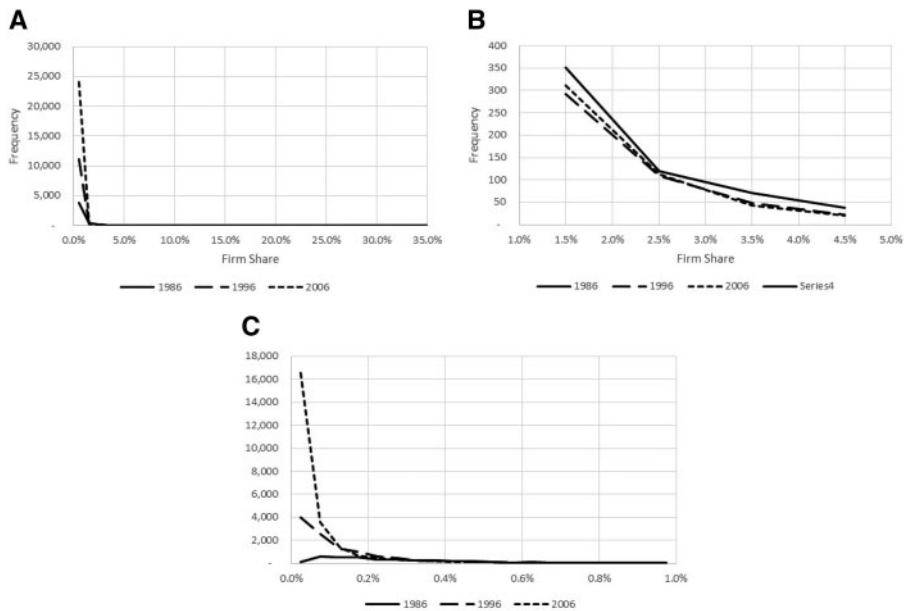 A
30,000
25,000
20,000
15,000
10,000
5,000
-
Frequency
0.0% 5.0% 10.0% 15.0% 20.0% 25.0% 30.0% 35.0%
Firm Share
1986 1996 2006
B
400
350
300
250
200
150
100
50
-
Frequency
1.0% 1.5% 2.0% 2.5% 3.0% 3.5% 4.0% 4.5% 5.0%
Firm Share
1986 1996 2006 Series4
C
18,000
16,000
14,000
12,000
10,000
8,000
6,000
4,000
2,000
-
0.0% 0.2% 0.4% 0.6% 0.8% 1.0%
1986 1996 2006